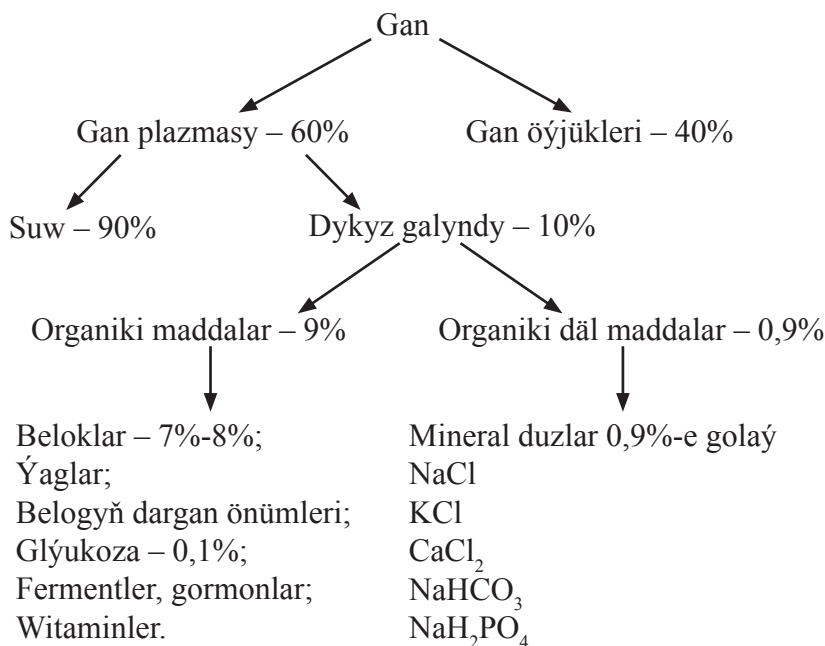 Gan
Gan plazmasy – 60%
Gan öýjükleri – 40%
Suw – 90%
Dykyz galyndy – 10%
Organiki maddalar – 9%
Organiki däl maddalar – 0,9%
Beloklar – 7%-8%;
Ýaglar;
Belogyň dargan önümleri;
Glýukoza – 0,1%;
Fermentler, gormonlar;
Witaminler.
Mineral duzlar 0,9%-e golaý
NaCl
KCl
CaCl₂
NaHCO₃
NaH₂PO₄